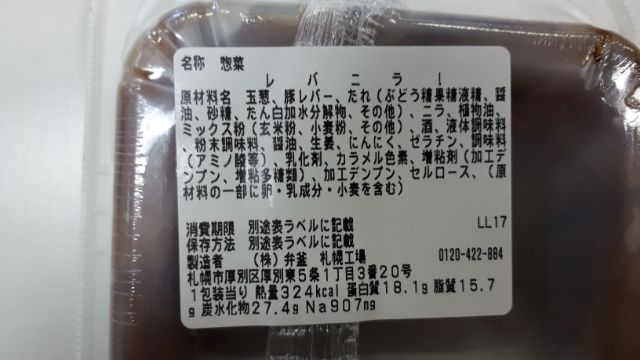 名称　惣菜
レバニラ！
原材料名　玉葱、豚レバー、たれ（ぶどう糖果糖液糖、醤
油、砂糖、たん白加水分解物、その他）、ニラ、植物油、
ミックス粉（玄米粉、小麦粉、その他）、酒、液体調味料
、粉末調味料、醤油、生姜、にんにく、ゼラチン、調味料
（アミノ酸等）、乳化剤、カラメル色素、増粘剤（加工デ
ンプン、増粘多糖類）、加工デンプン、セルロース、（原
材料の一部に卵・乳成分・小麦を含む）
消費期限　別途表ラベルに記載　LL17
保存方法　別途表ラベルに記載
製造者　（株）弁釜　札幌工場　0120-422-884
札幌市厚別区厚別東5条1丁目3番20号
1包装当り 熱量324kcal 蛋白質18.1g 脂質15.7
g 炭水化物27.4g Na907mg